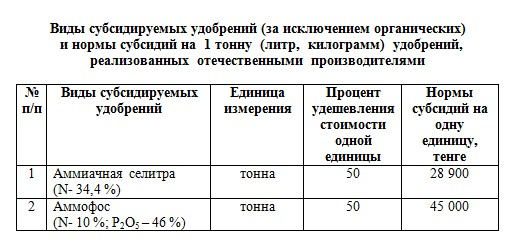 Виды субсидируемых удобрений (за исключением органических)
и нормы субсидий на 1 тонну (литр, килограмм) удобрений,
реализованных отечественными производителями
№ п/п Виды субсидируемых удобрений Единица измерения Процент удешевления стоимости одной единицы Нормы субсидий на одну единицу, тенге
1 Аммиачная селитра тонна 50 28 900
(N- 34,4 %)
2 Аммофос тонна 50 45 000
(N- 10 %; P₂O₅ – 46 %)